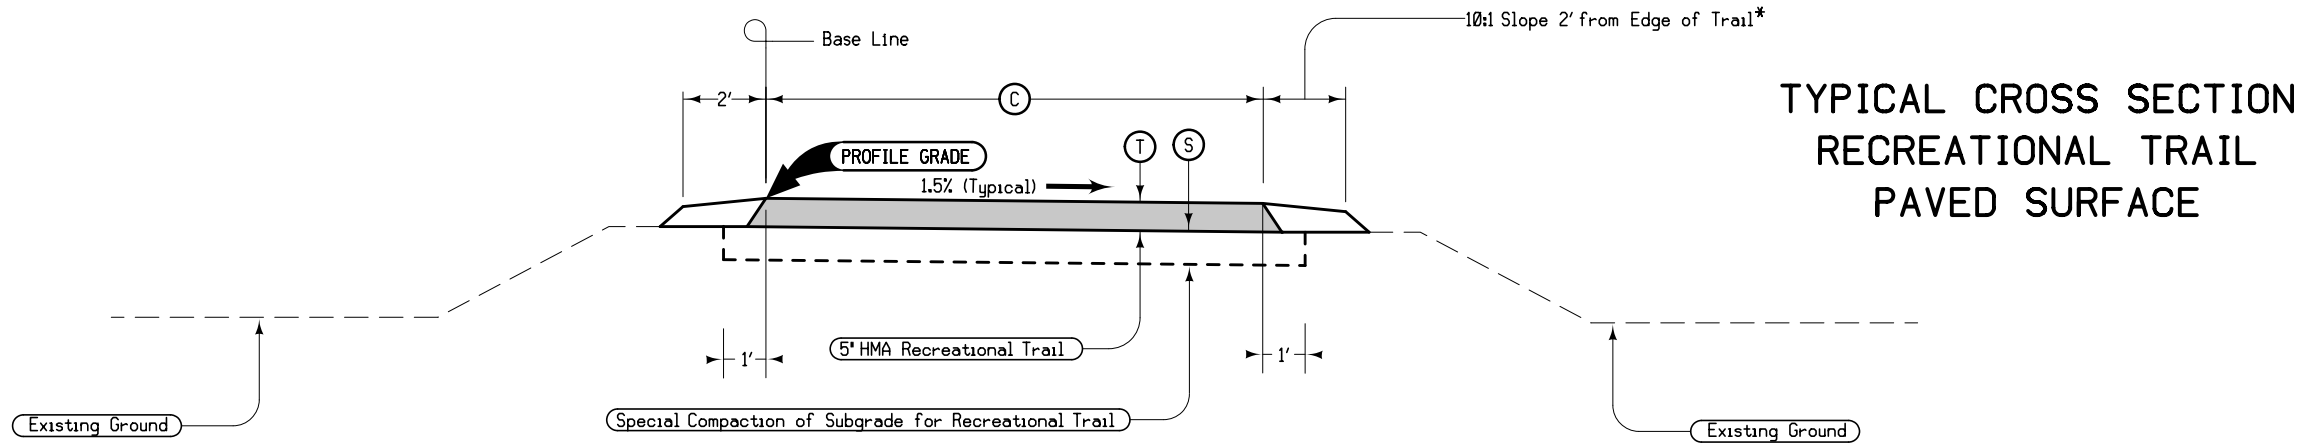 10:1 Slope 2' from Edge of Trail*
Base Line
TYPICAL CROSS SECTION
RECREATIONAL TRAIL
PAVED SURFACE
2'
C
T
S
PROFILE GRADE
1.5% (Typical)
5" HMA Recreational Trail
1'
1'
Special Compaction of Subgrade for Recreational Trail
Existing Ground
Existing Ground